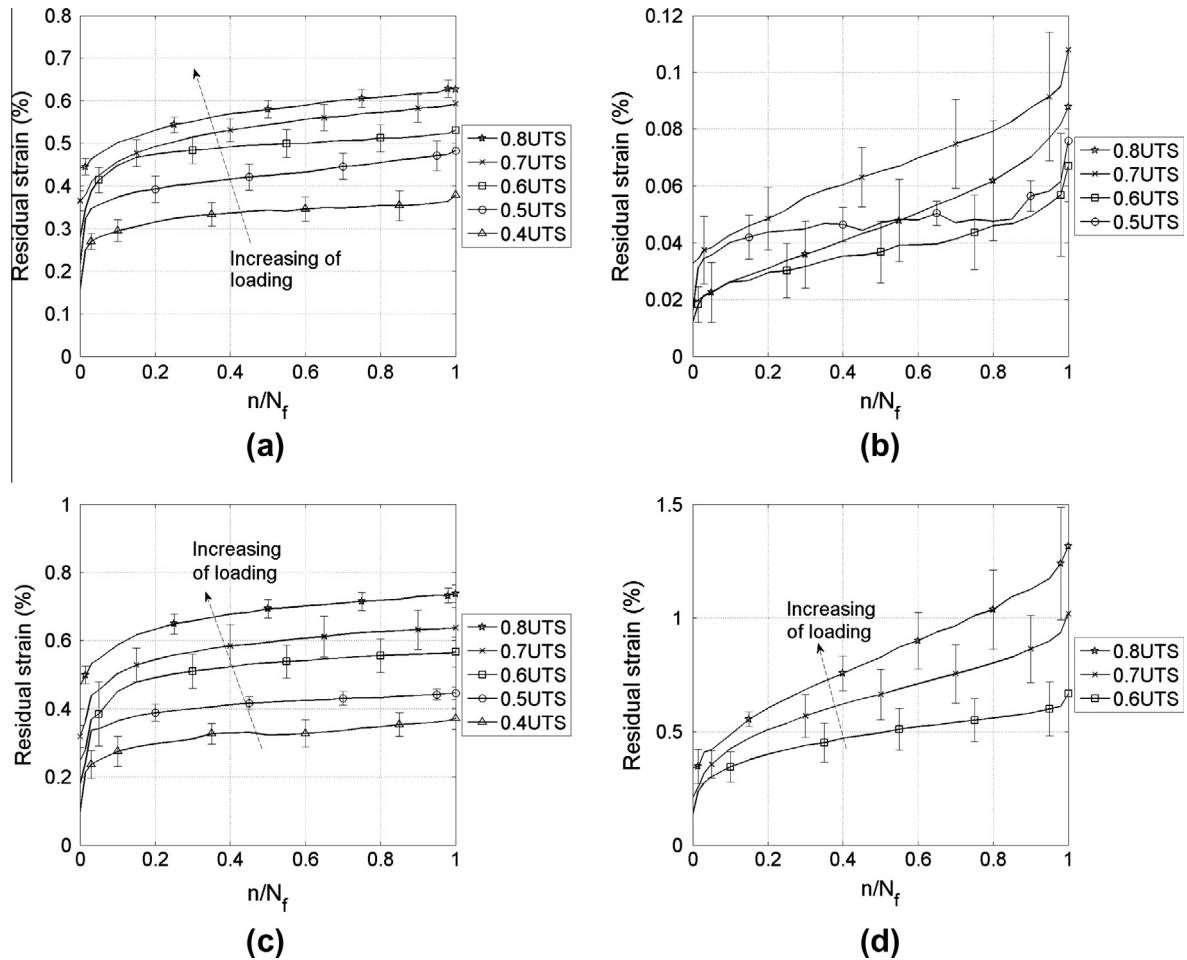 0.8
0.7
0.6
0.5
0.4
0.3
0.2
0.1
0
Residual strain (%)
Increasing of
loading
0 0.2 0.4 0.6 0.8 1
n/N_f
0.8UTS
0.7UTS
0.6UTS
0.5UTS
0.4UTS
(a)
0.12
0.1
0.08
0.06
0.04
0.02
0
Residual strain (%)
0 0.2 0.4 0.6 0.8 1
n/N_f
0.8UTS
0.7UTS
0.6UTS
0.5UTS
(b)
1
0.8
0.6
0.4
0.2
0
Residual strain (%)
Increasing
of loading
0 0.2 0.4 0.6 0.8 1
n/N_f
0.8UTS
0.7UTS
0.6UTS
0.5UTS
0.4UTS
(c)
1.5
1
0.5
0
Residual strain (%)
Increasing
of loading
0 0.2 0.4 0.6 0.8 1
n/N_f
0.8UTS
0.7UTS
0.6UTS
(d)